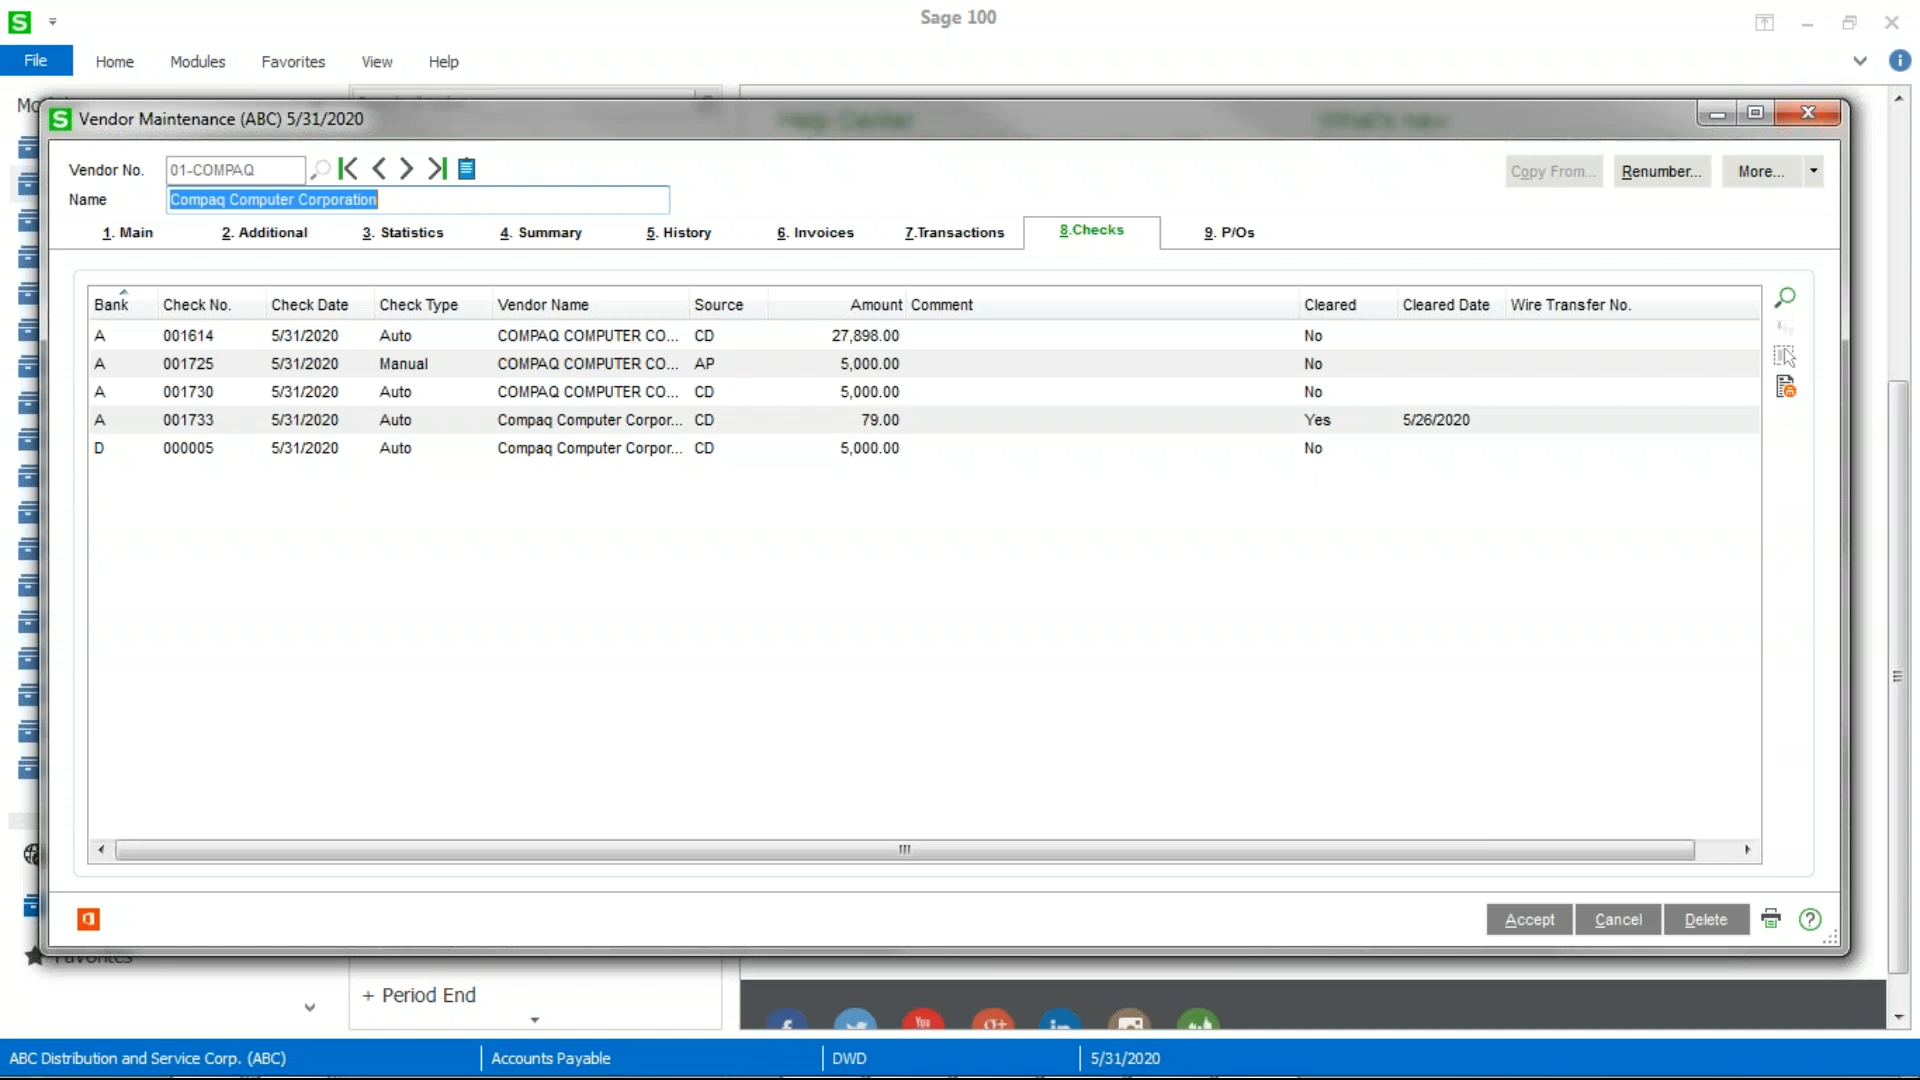 Sage 100
File Home Modules Favorites View Help
Vendor Maintenance (ABC) 5/31/2020
Vendor No. 01-COMPAQ Copy From... Renumber... More...
Name Compaq Computer Corporation
1. Main 2. Additional 3. Statistics 4. Summary 5. History 6. Invoices 7.Transactions 8.Checks 9. P/Os
Bank Check No. Check Date Check Type Vendor Name Source Amount Comment Cleared Cleared Date Wire Transfer No.
A 001614 5/31/2020 Auto COMPAQ COMPUTER CO... CD 27,898.00 No
A 001725 5/31/2020 Manual COMPAQ COMPUTER CO... AP 5,000.00 No
A 001730 5/31/2020 Auto COMPAQ COMPUTER CO... CD 5,000.00 No
A 001733 5/31/2020 Auto Compaq Computer Corpor... CD 79.00 Yes 5/26/2020
D 000005 5/31/2020 Auto Compaq Computer Corpor... CD 5,000.00 No
Accept Cancel Delete
Favorites
+ Period End
You
ABC Distribution and Service Corp. (ABC) Accounts Payable DWD 5/31/2020